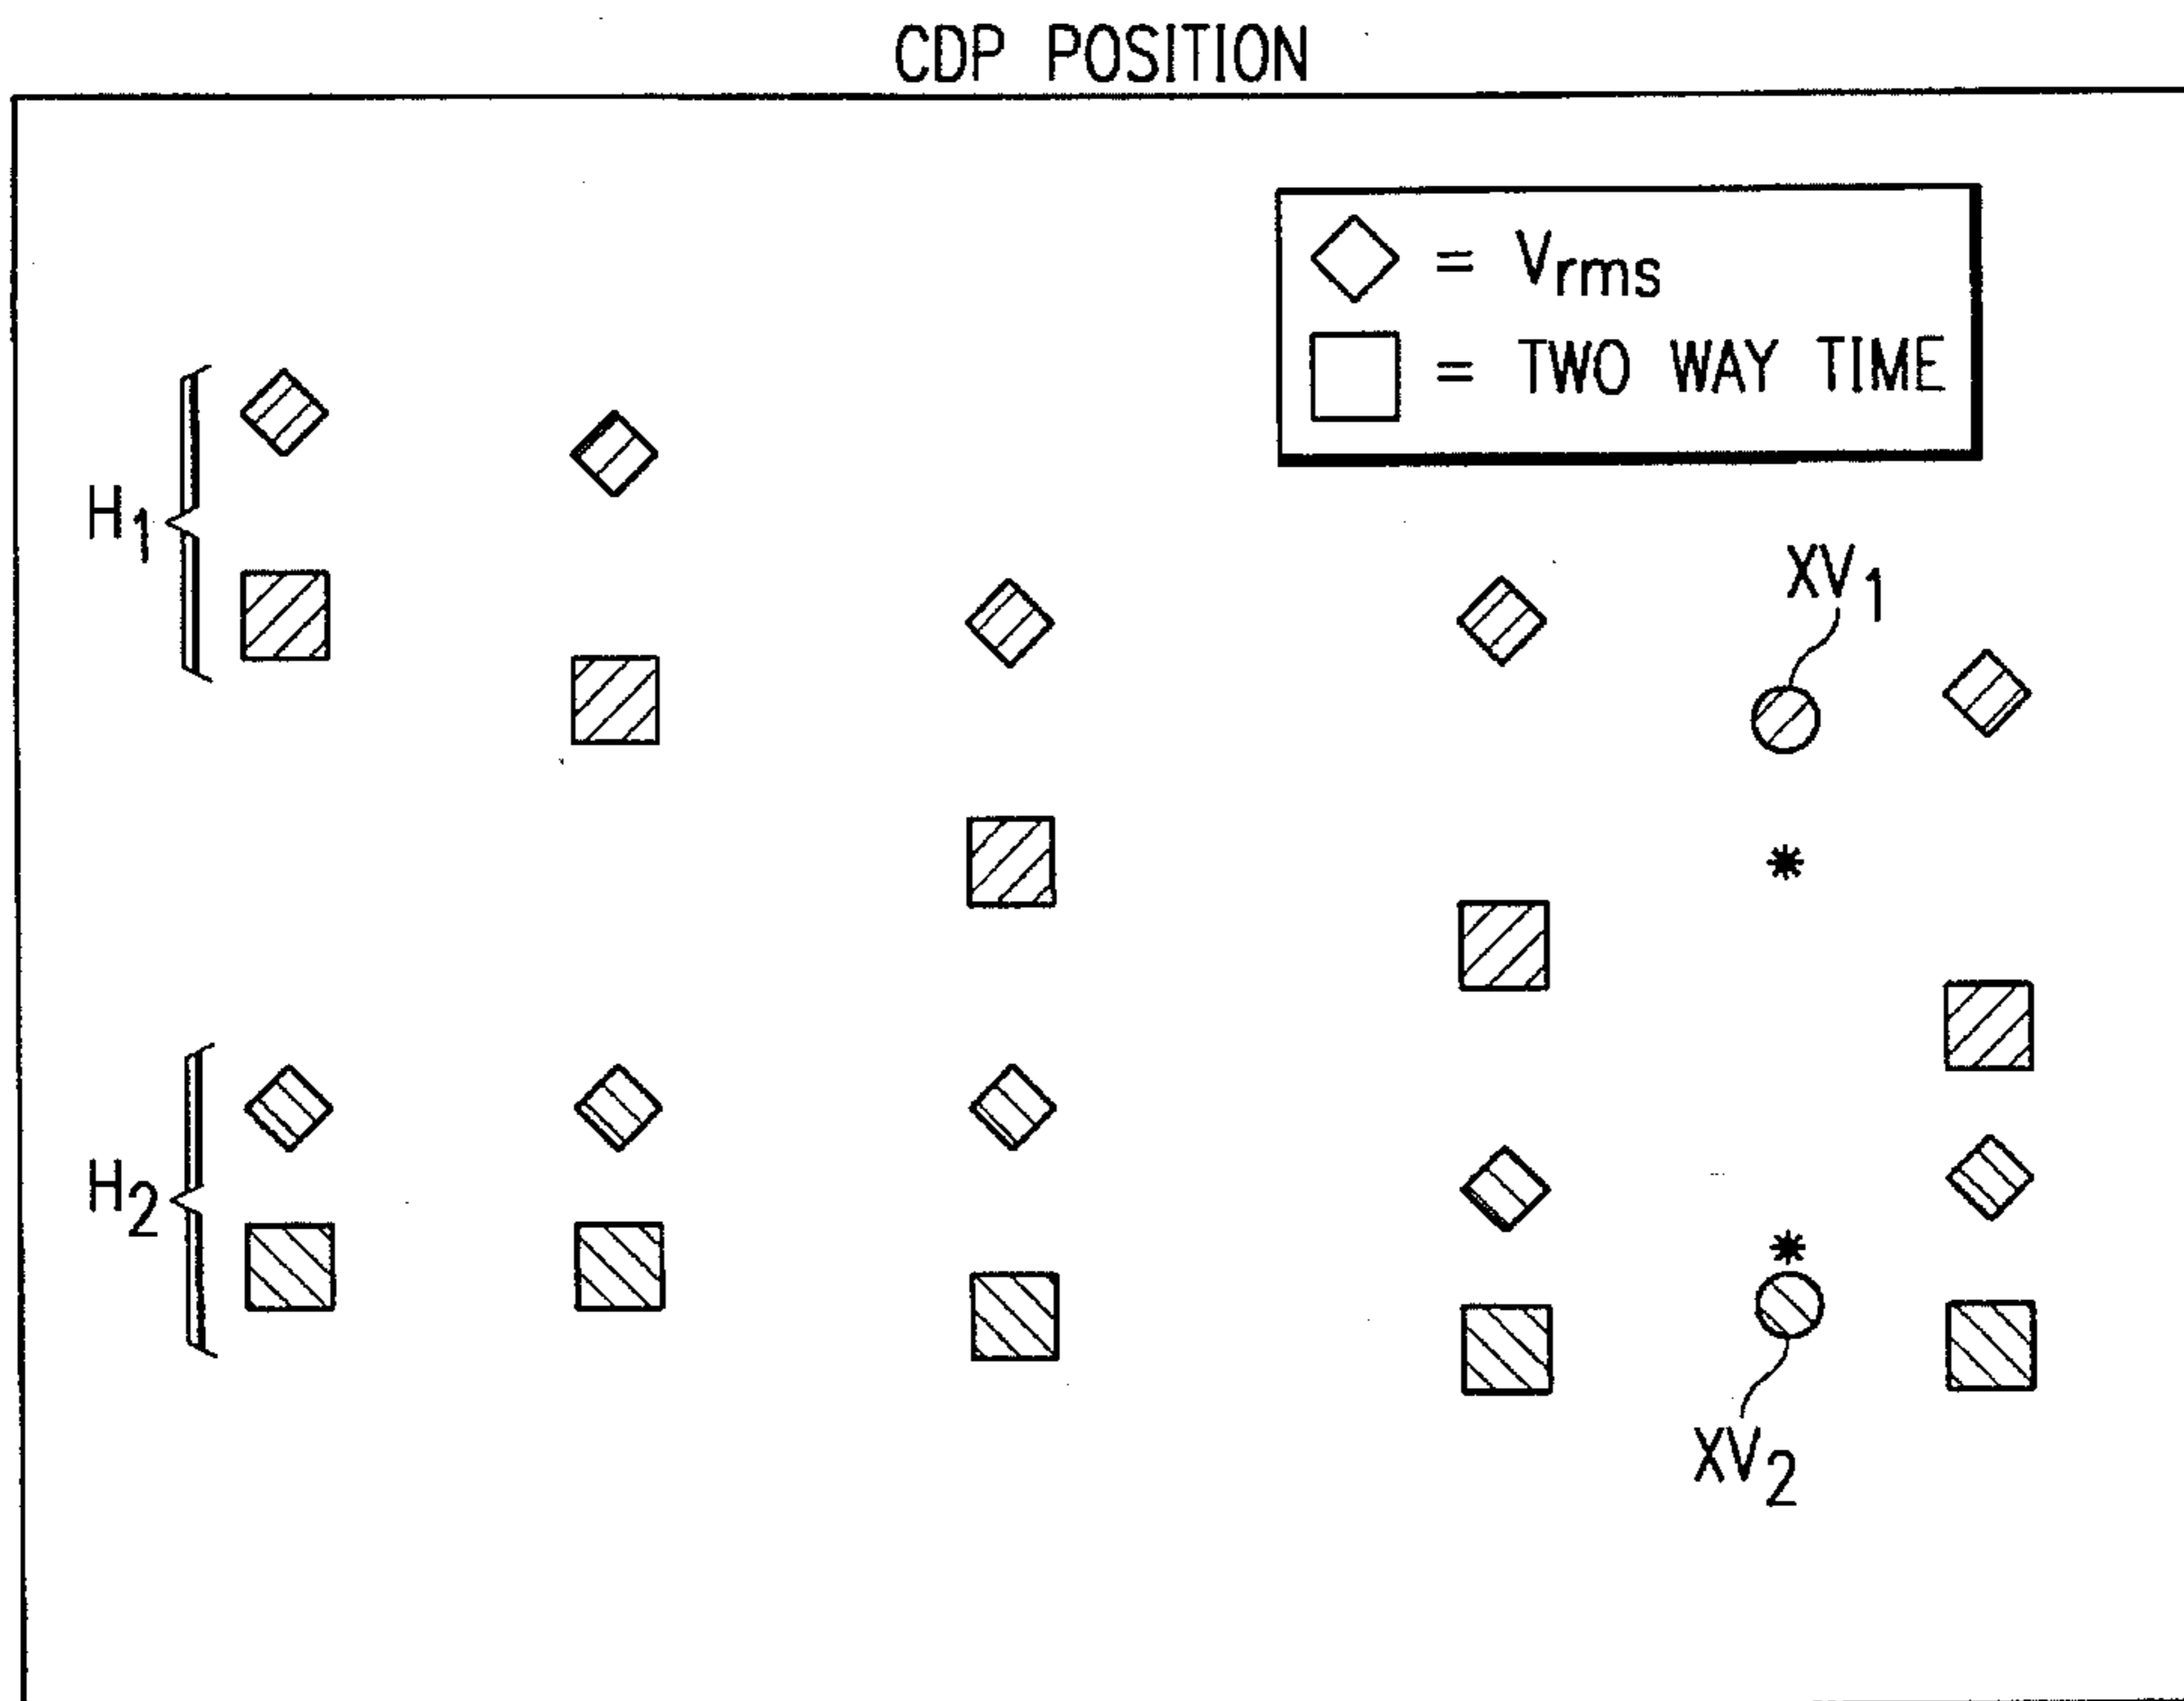 CDP POSITION
= Vrms
= TWO WAY TIME
H1
XV1
*
H2
*
XV2